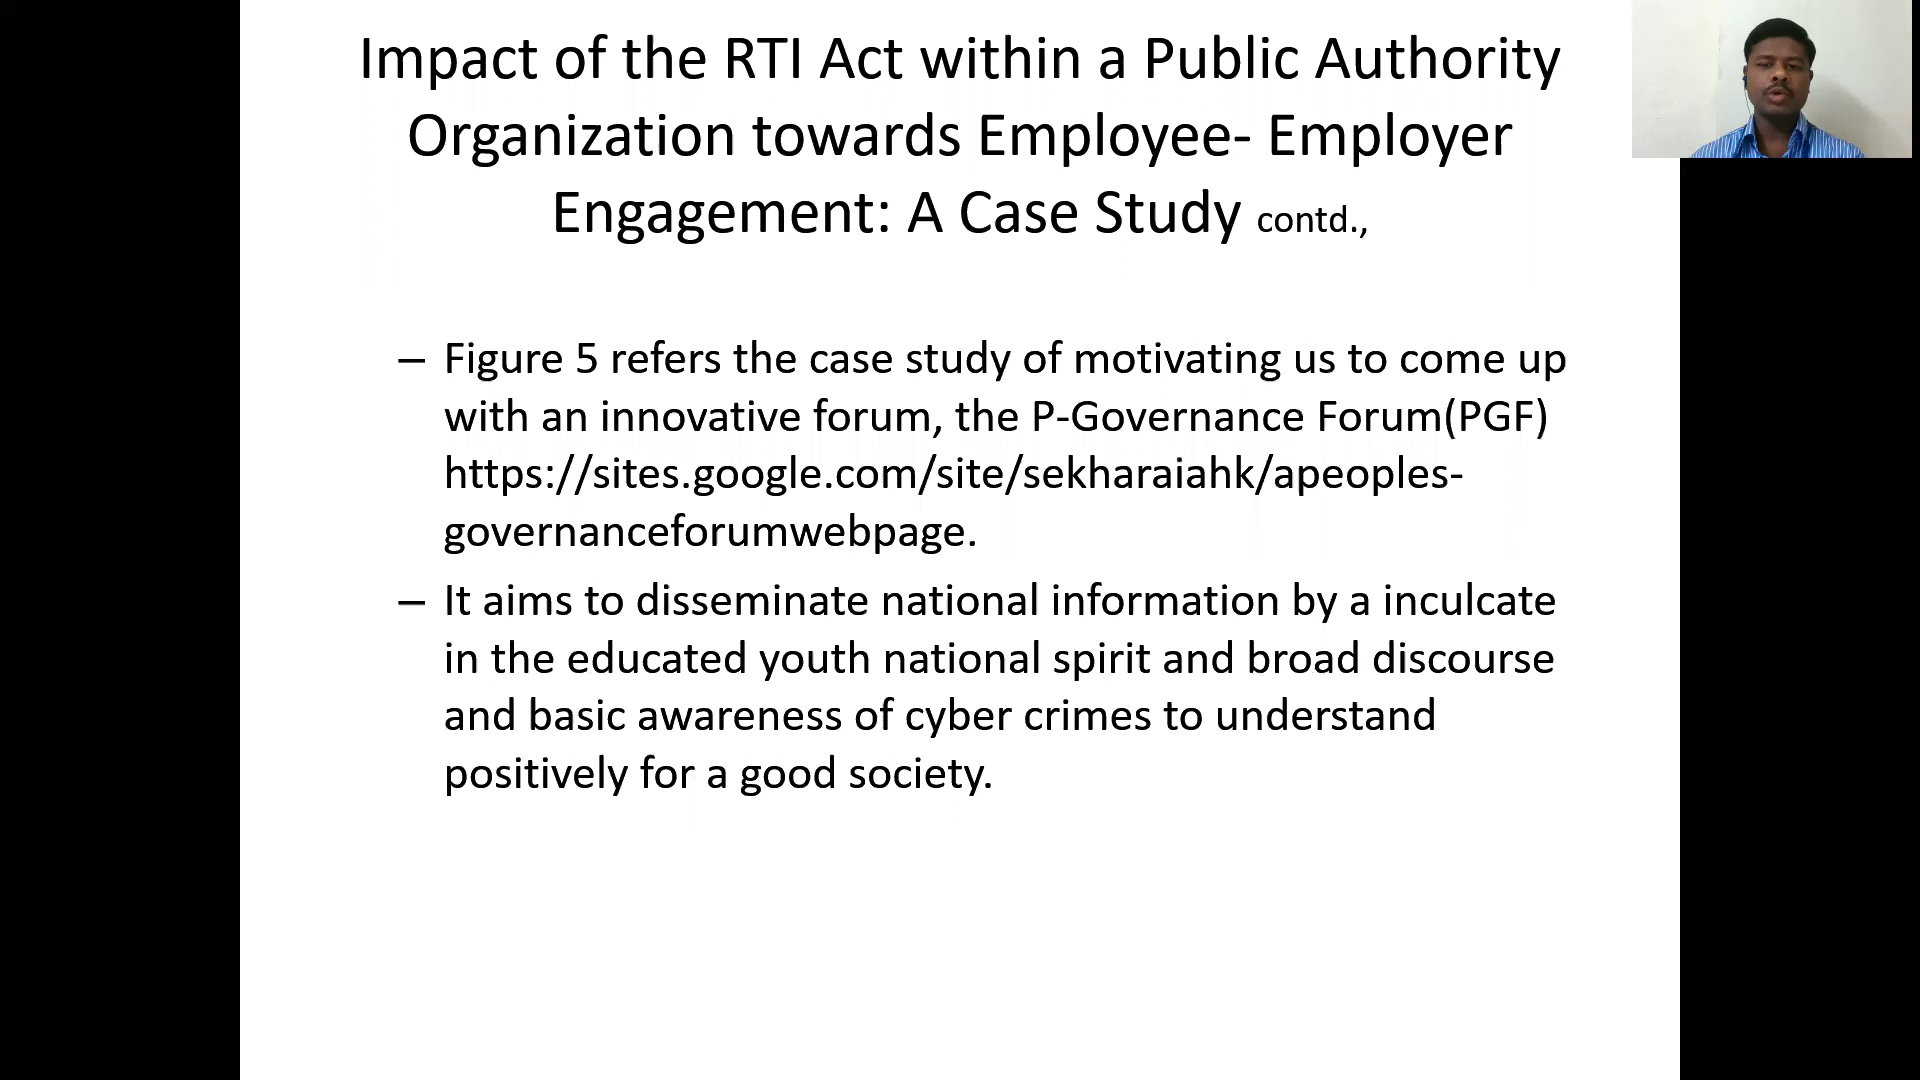 Impact of the RTI Act within a Public Authority
Organization towards Employee- Employer
Engagement: A Case Study contd.,
– Figure 5 refers the case study of motivating us to come up
with an innovative forum, the P-Governance Forum(PGF)
https://sites.google.com/site/sekharaiahk/apeoples-
governanceforumwebpage.
– It aims to disseminate national information by a inculcate
in the educated youth national spirit and broad discourse
and basic awareness of cyber crimes to understand
positively for a good society.